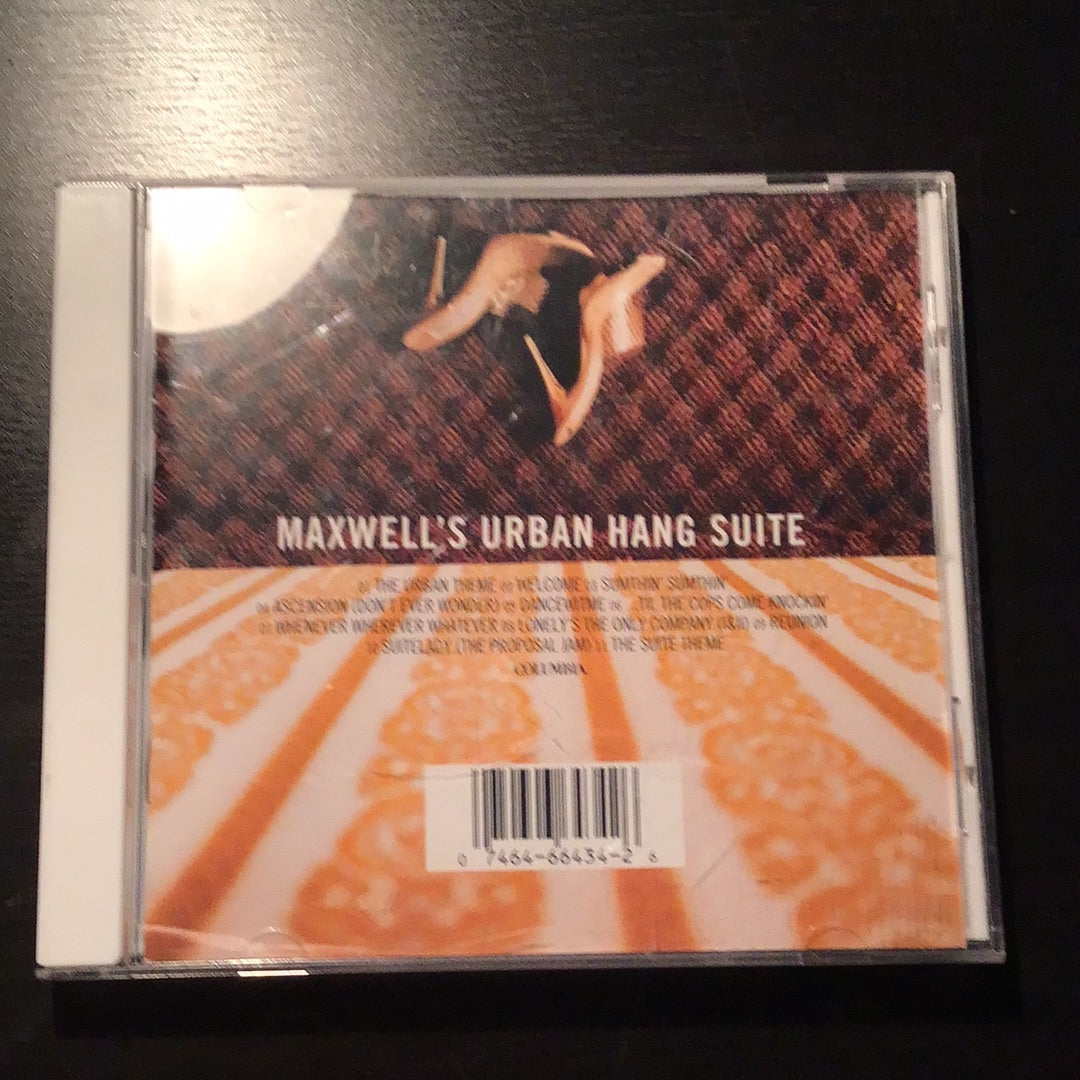 MAXWELL'S URBAN HANG SUITE
01 THE URBAN THEME 02 WELCOME 03 SUMTHIN' SUMTHIN'
04 ASCENSION (DON'T EVER WONDER) 05 DANCEWITME 06 ...TIL THE COPS COME KNOCKIN'
07 WHENEVER WHEREVER WHATEVER 08 LONELY'S THE ONLY COMPANY (I&II) 09 REUNION
10 SUITELADY (THE PROPOSAL JAM) 11 THE SUITE THEME
COLUMBIA
0 7464-66434-2 6